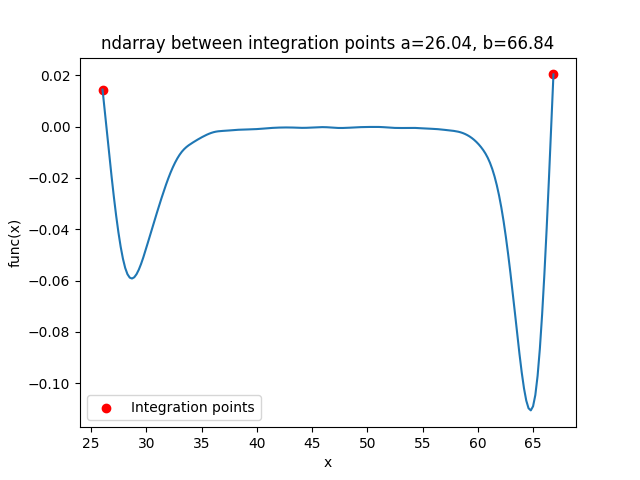 ndarray between integration points a=26.04, b=66.84
0.02
0.00
−0.02
−0.04
−0.06
−0.08
−0.10
func(x)
Integration points
25 30 35 40 45 50 55 60 65
x